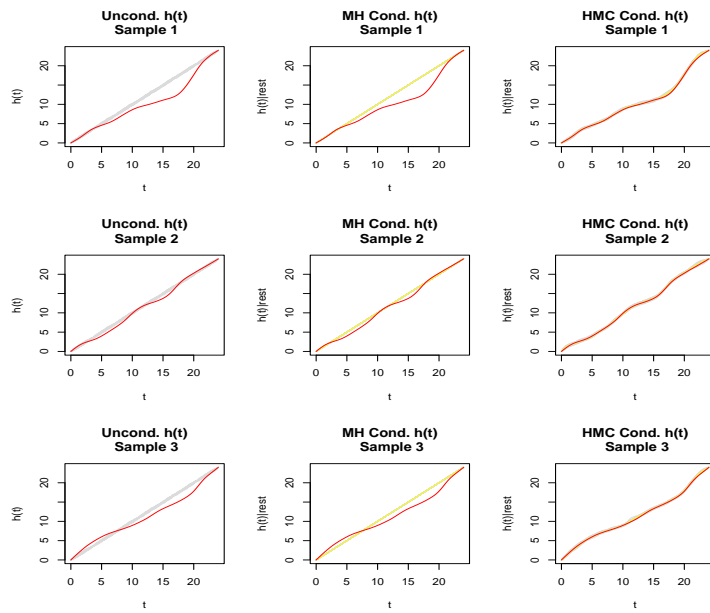 Uncond. h(t)
Sample 1
MH Cond. h(t)
Sample 1
HMC Cond. h(t)
Sample 1
h(t)
0 5 10 20
0 5 10 15 20
t
h(t)|rest
0 5 10 20
0 5 10 15 20
t
h(t)|rest
0 5 10 20
0 5 10 15 20
t
Uncond. h(t)
Sample 2
MH Cond. h(t)
Sample 2
HMC Cond. h(t)
Sample 2
h(t)
0 5 10 20
0 5 10 15 20
t
h(t)|rest
0 5 10 20
0 5 10 15 20
t
h(t)|rest
0 5 10 20
0 5 10 15 20
t
Uncond. h(t)
Sample 3
MH Cond. h(t)
Sample 3
HMC Cond. h(t)
Sample 3
h(t)
0 5 10 20
0 5 10 15 20
t
h(t)|rest
0 5 10 20
0 5 10 15 20
t
h(t)|rest
0 5 10 20
0 5 10 15 20
t